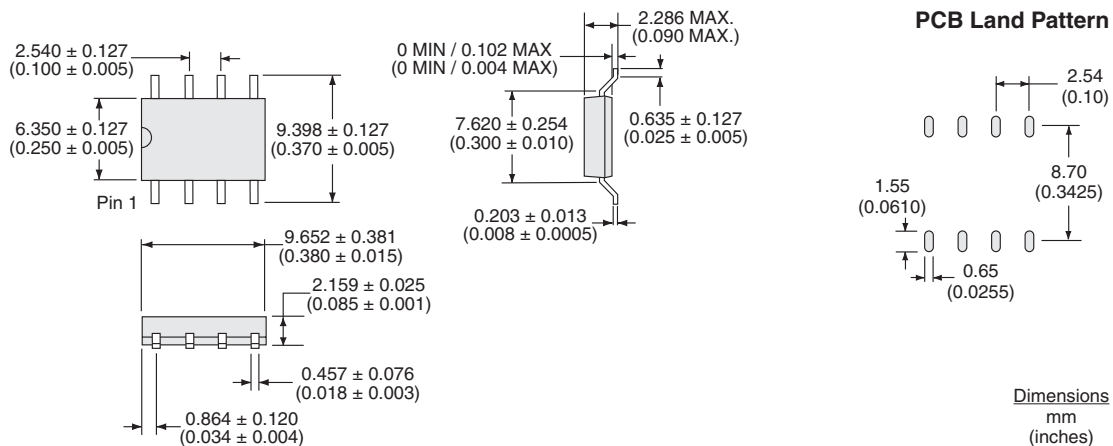 2.540 ± 0.127
(0.100 ± 0.005)
6.350 ± 0.127
(0.250 ± 0.005)
9.398 ± 0.127
(0.370 ± 0.005)
Pin 1
9.652 ± 0.381
(0.380 ± 0.015)
2.159 ± 0.025
(0.085 ± 0.001)
0.457 ± 0.076
(0.018 ± 0.003)
0.864 ± 0.120
(0.034 ± 0.004)
2.286 MAX.
(0.090 MAX.)
0 MIN / 0.102 MAX
(0 MIN / 0.004 MAX)
7.620 ± 0.254
(0.300 ± 0.010)
0.635 ± 0.127
(0.025 ± 0.005)
0.203 ± 0.013
(0.008 ± 0.0005)
PCB Land Pattern
2.54
(0.10)
8.70
(0.3425)
1.55
(0.0610)
0.65
(0.0255)
Dimensions
mm
(inches)